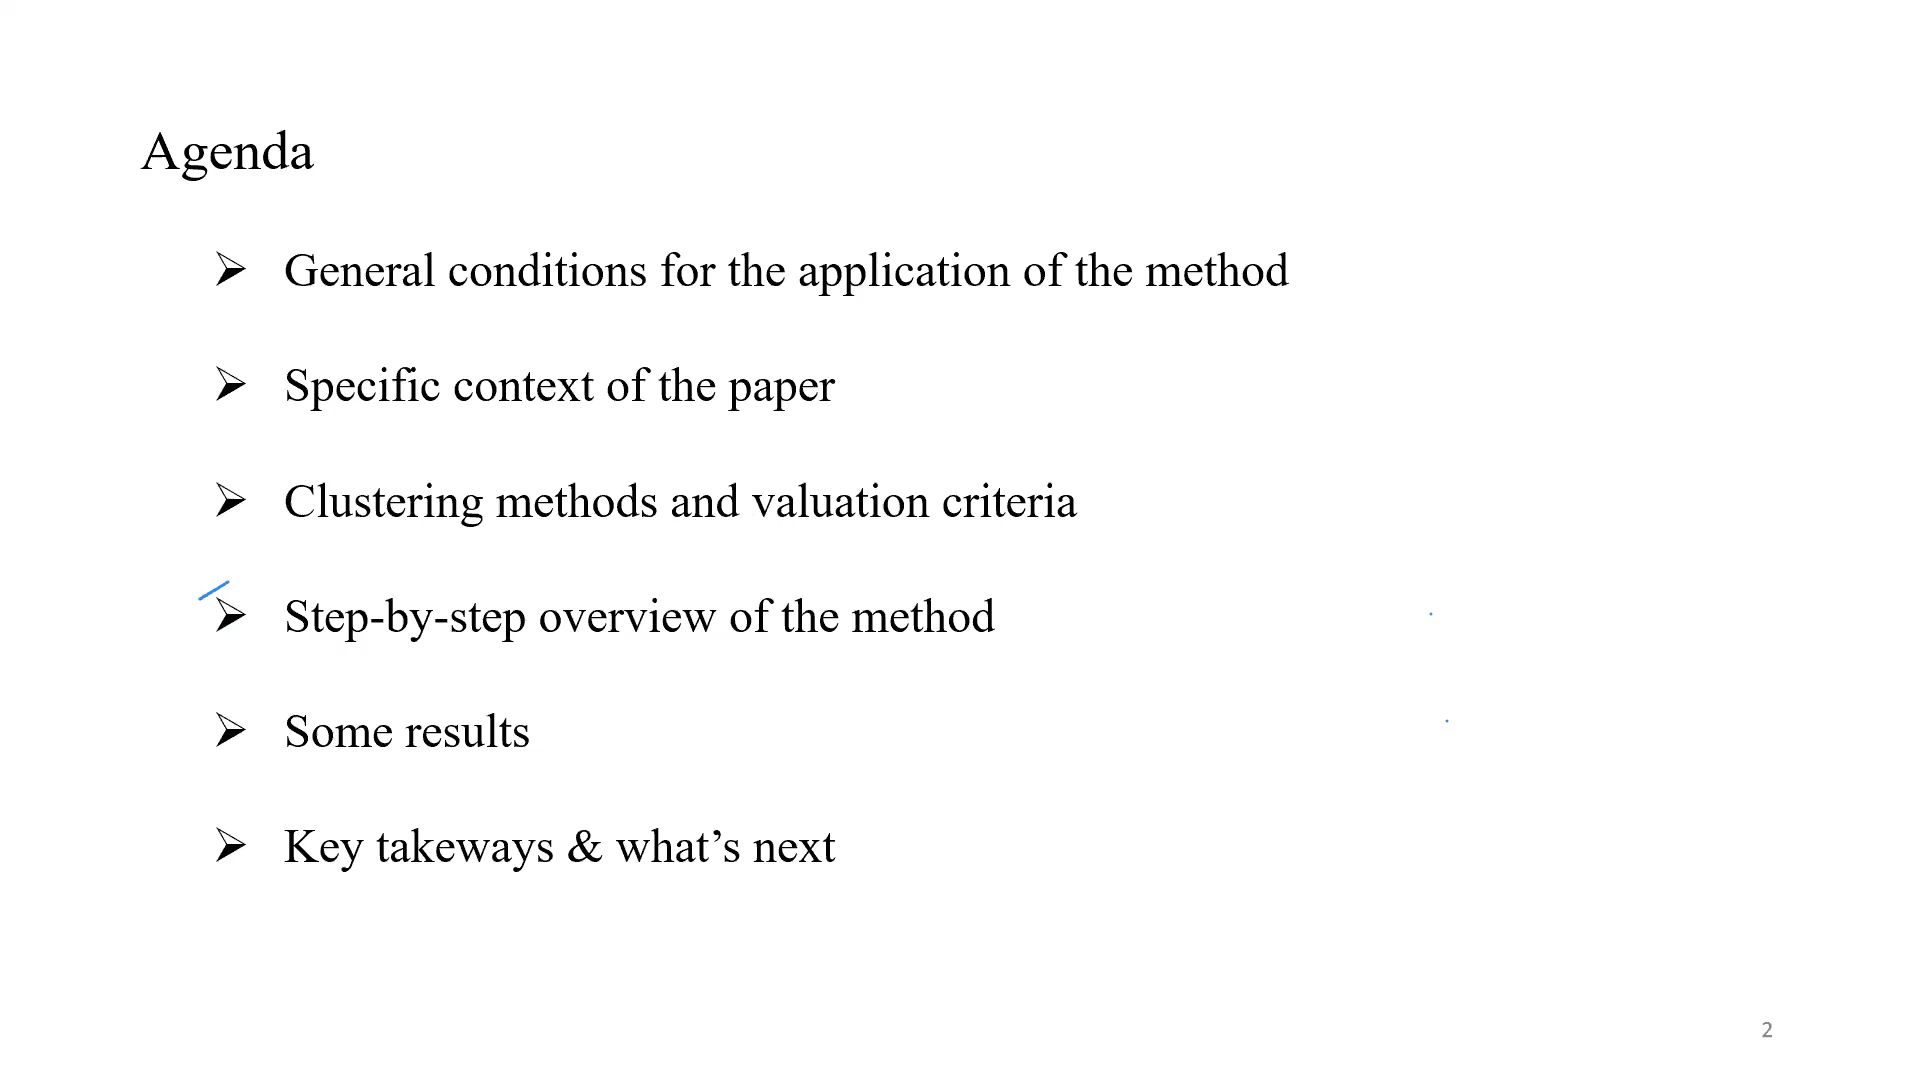 Agenda
➢ General conditions for the application of the method
➢ Specific context of the paper
➢ Clustering methods and valuation criteria
➢ Step-by-step overview of the method
➢ Some results
➢ Key takeways & what’s next
2